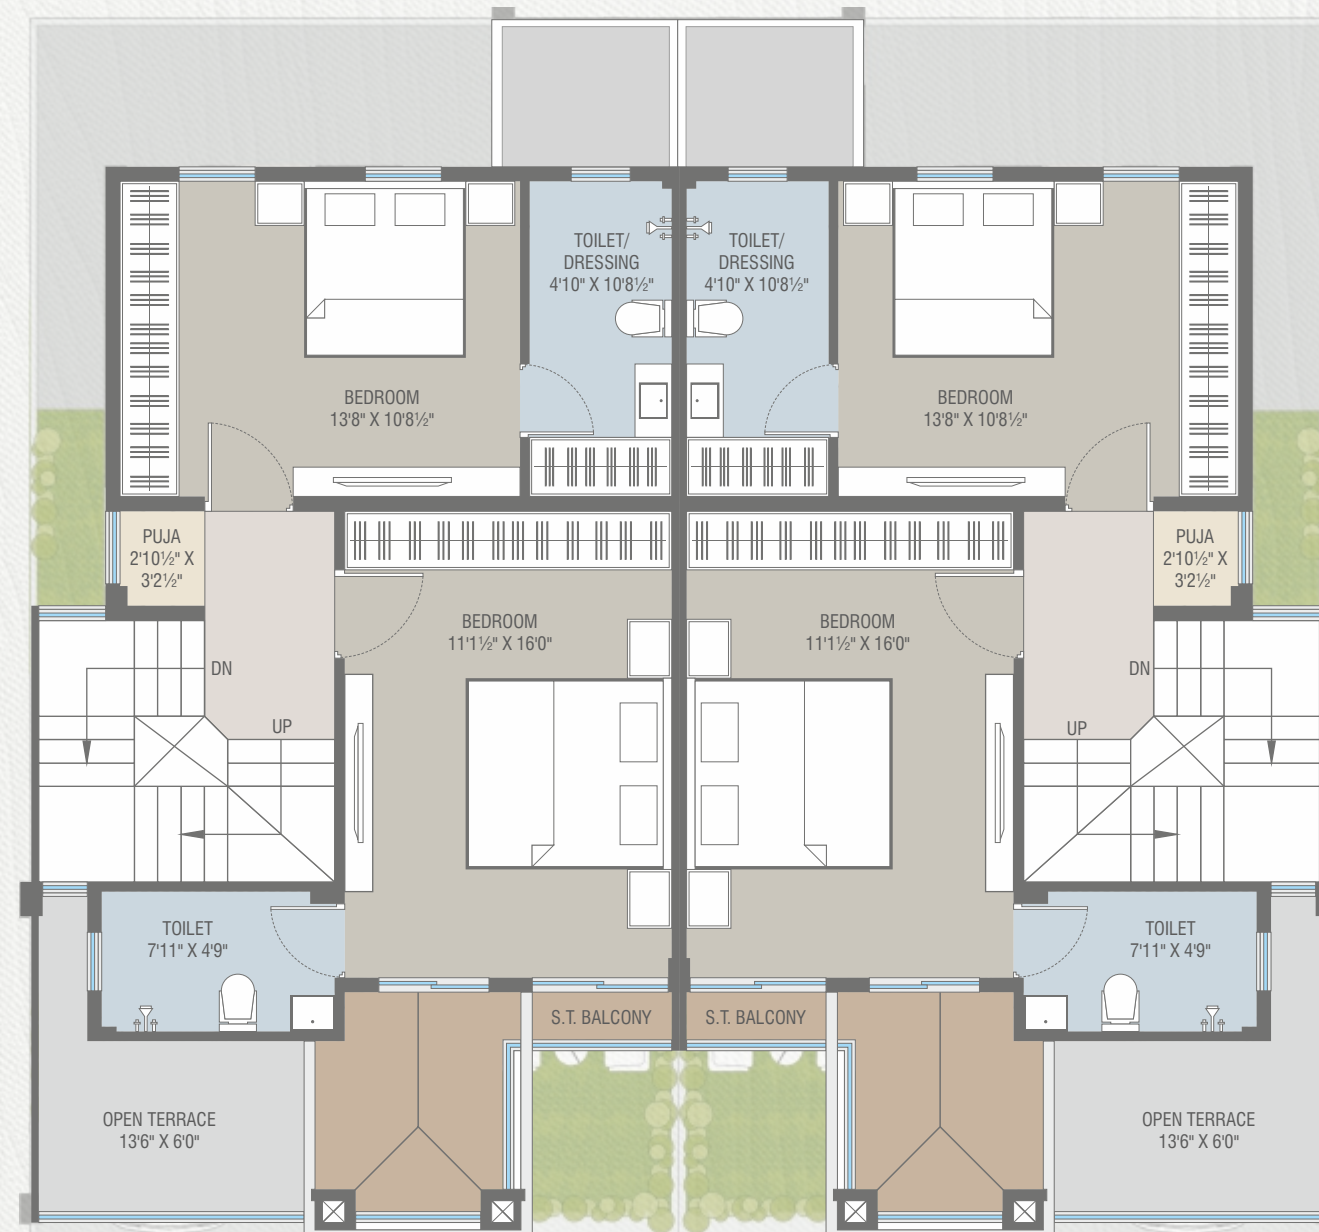 TOILET/
DRESSING
4'10" X 10'8½"
TOILET/
DRESSING
4'10" X 10'8½"
BEDROOM
13'8" X 10'8½"
BEDROOM
13'8" X 10'8½"
PUJA
2'10½" X
3'2½"
PUJA
2'10½" X
3'2½"
BEDROOM
11'1½" X 16'0"
BEDROOM
11'1½" X 16'0"
DN
DN
UP
UP
TOILET
7'11" X 4'9"
TOILET
7'11" X 4'9"
S.T. BALCONY
S.T. BALCONY
OPEN TERRACE
13'6" X 6'0"
OPEN TERRACE
13'6" X 6'0"